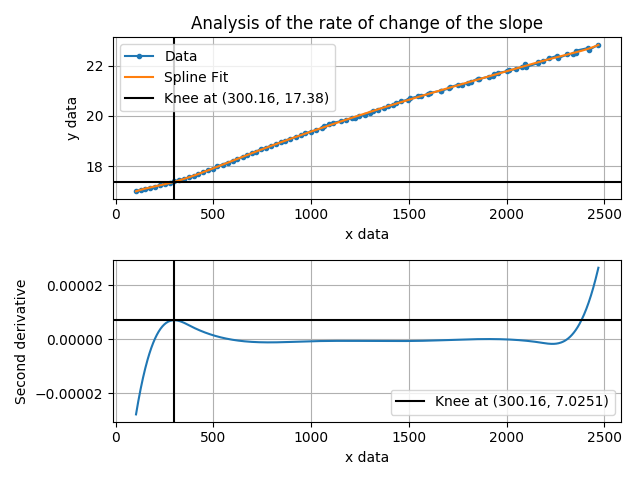 Analysis of the rate of change of the slope
Data
Spline Fit
Knee at (300.16, 17.38)
y data
22
20
18
0 500 1000 1500 2000 2500
x data
Second derivative
0.00002
0.00000
−0.00002
Knee at (300.16, 7.0251)
0 500 1000 1500 2000 2500
x data